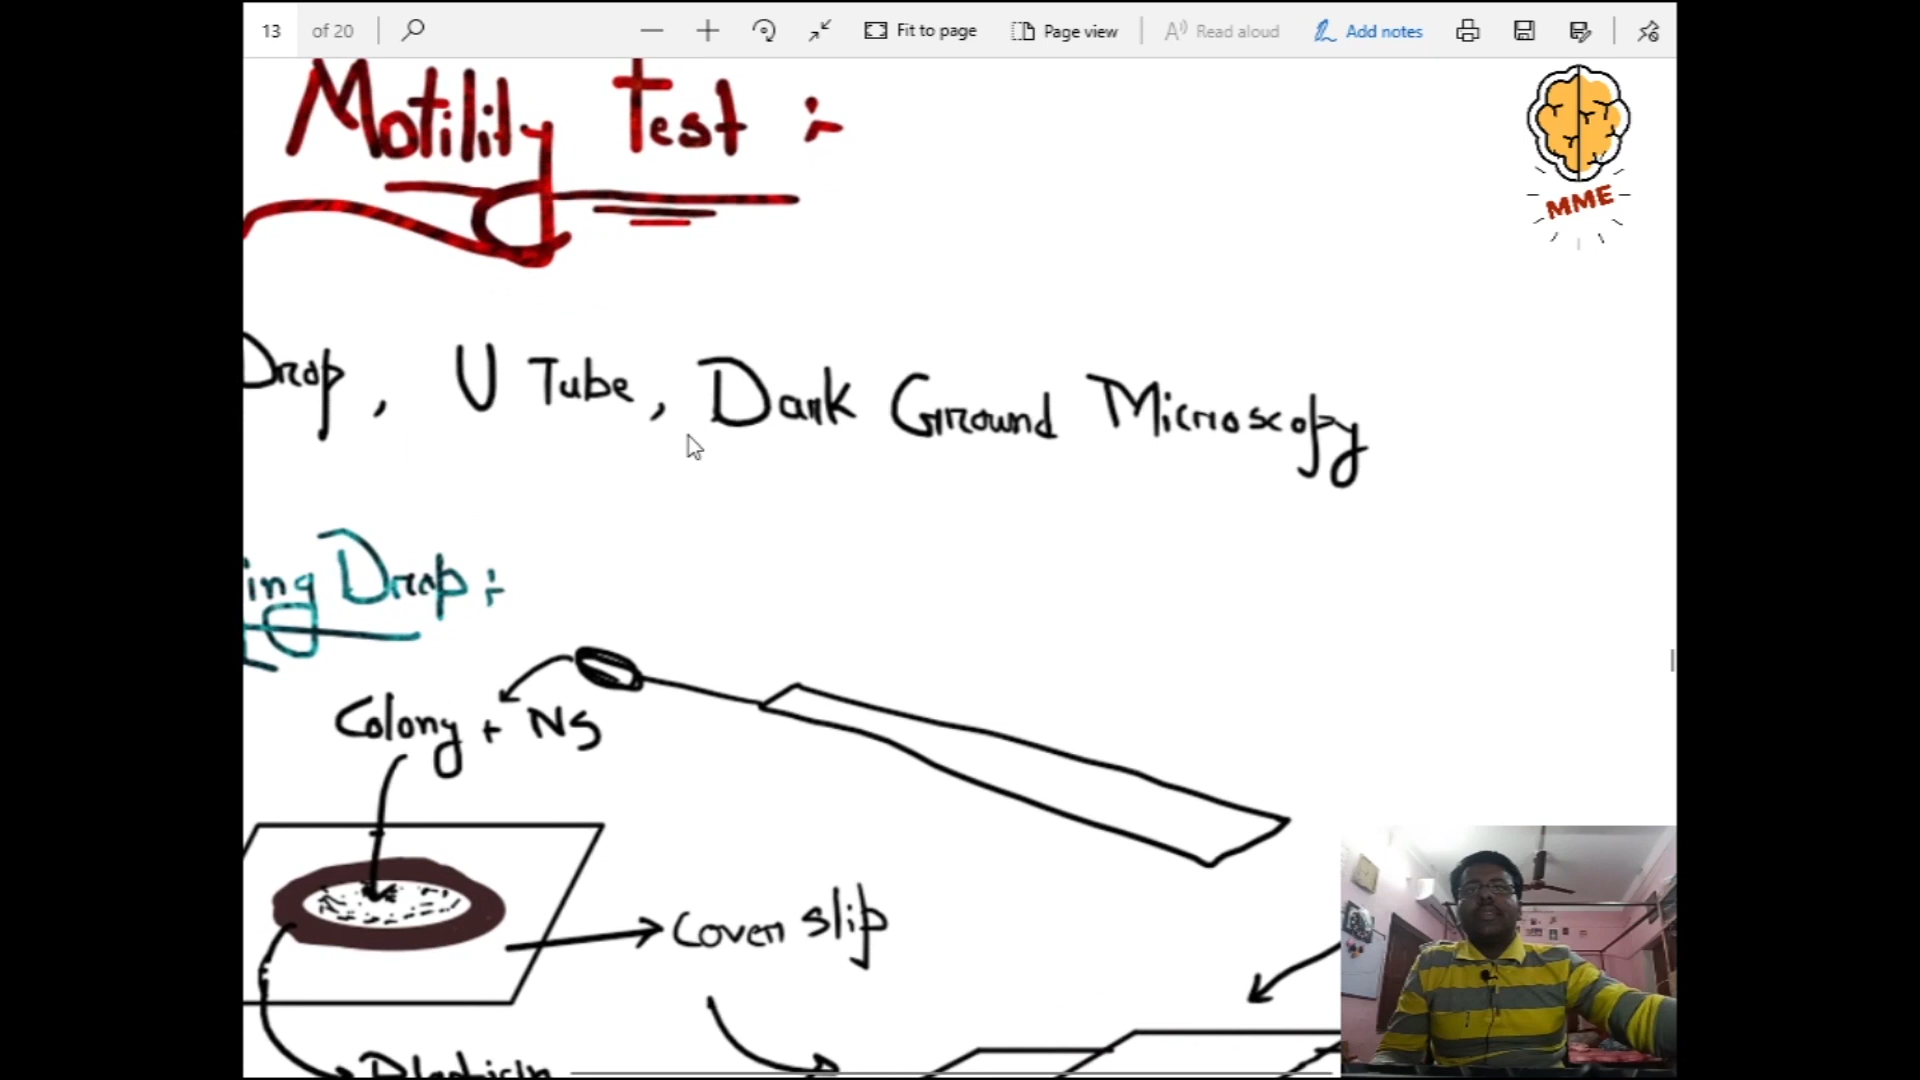 13 of 20 Fit to page Page view Read aloud Add notes
Motility Test :-
MME
Drop, U Tube, Dark Ground Microscopy
ing Drop :-
Colony + NS
Cover slip
Plasticin